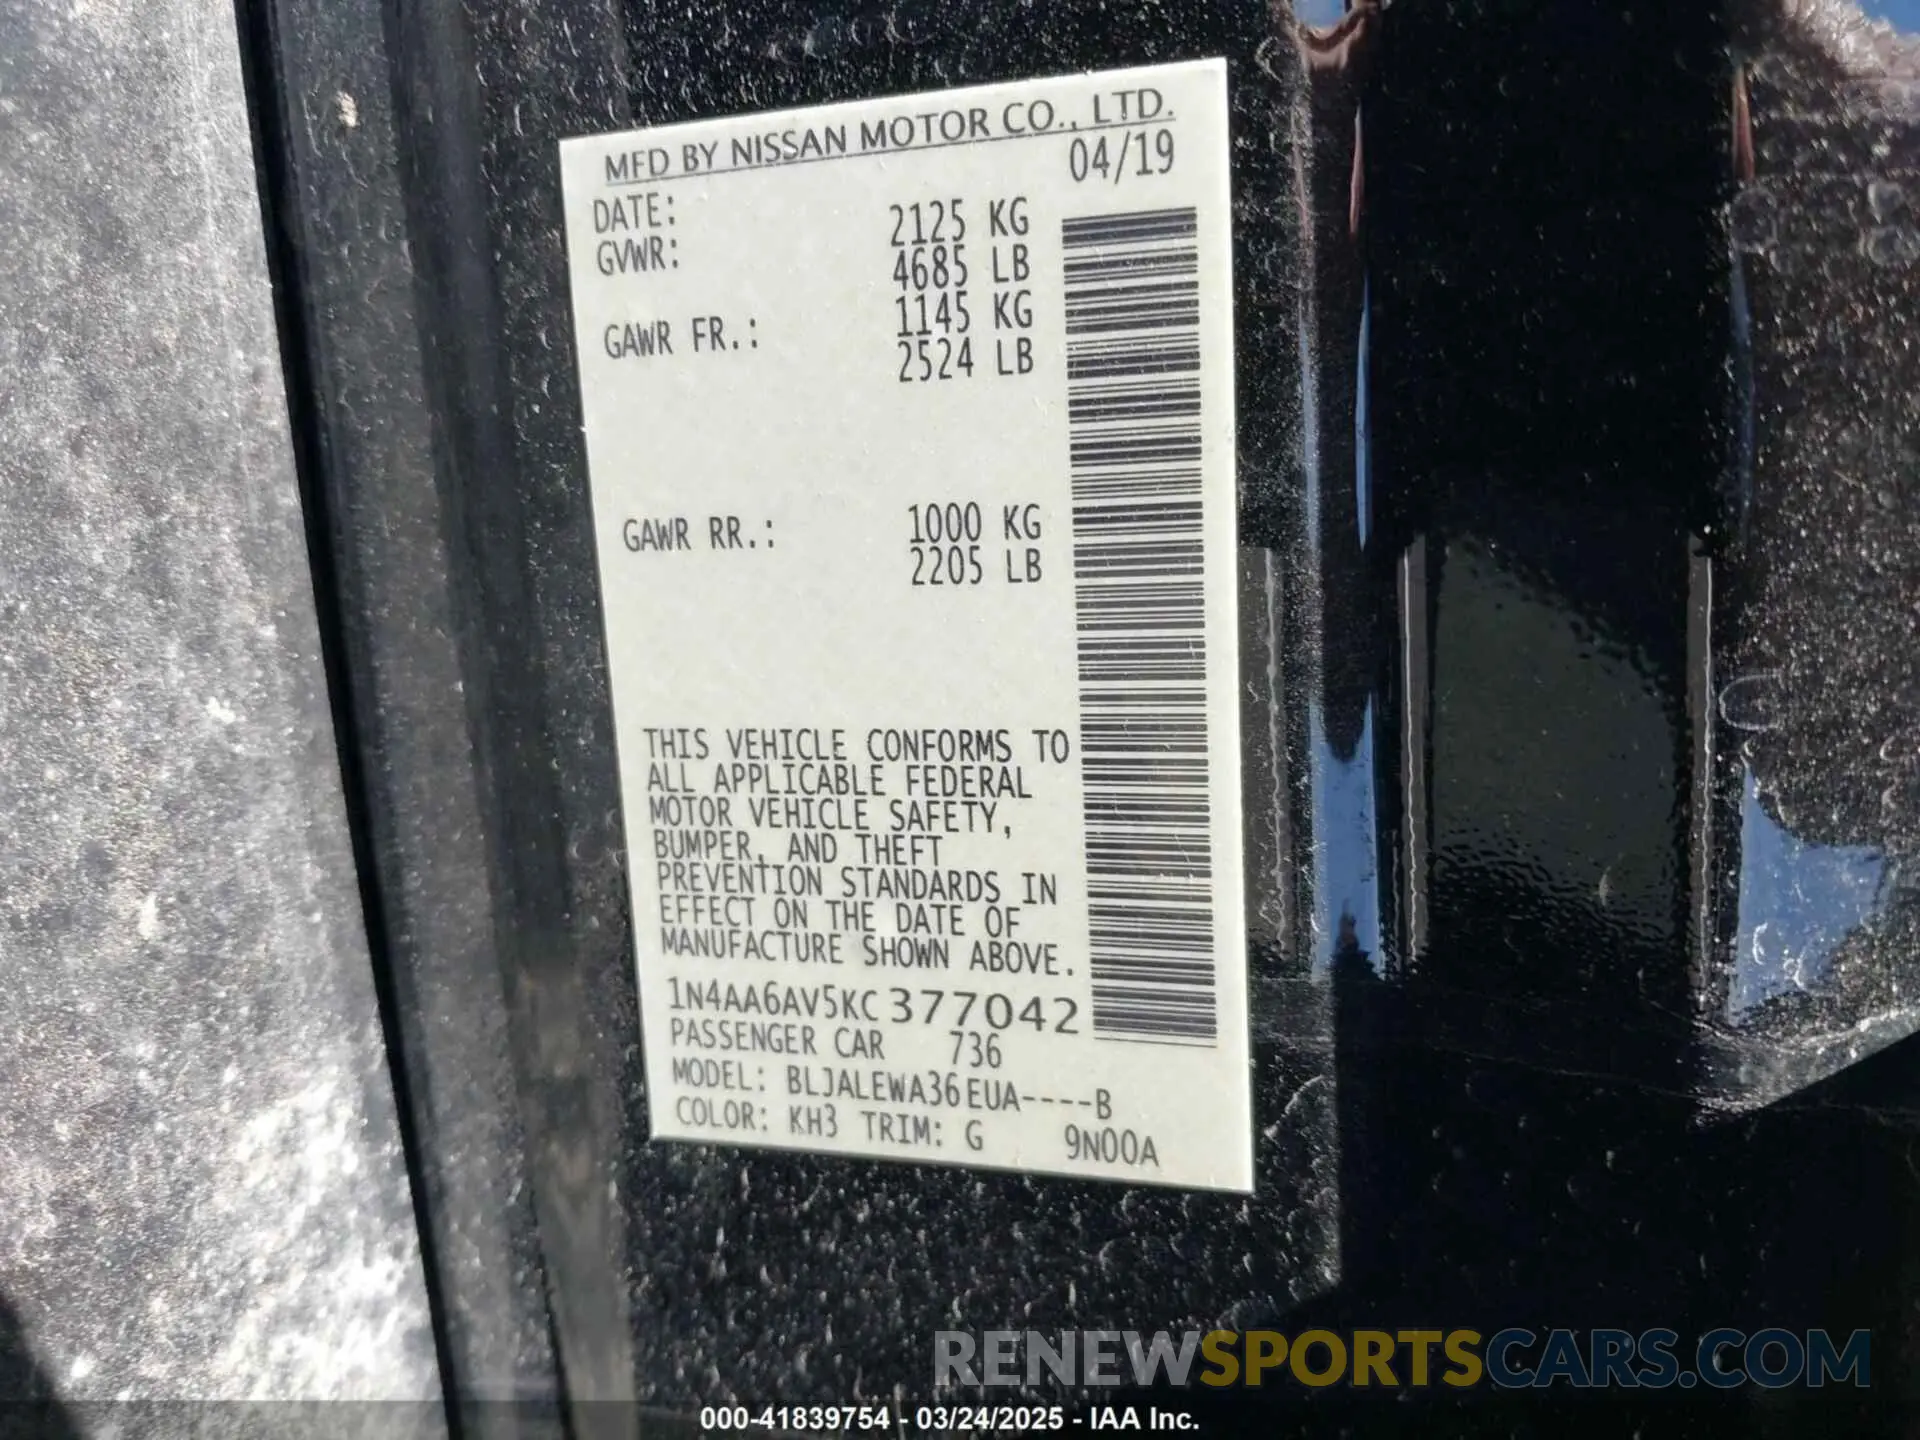 MFD BY NISSAN MOTOR CO., LTD.
DATE: 04/19
GVWR: 2125 KG
4685 LB
GAWR FR.: 1145 KG
2524 LB
GAWR RR.: 1000 KG
2205 LB
THIS VEHICLE CONFORMS TO
ALL APPLICABLE FEDERAL
MOTOR VEHICLE SAFETY,
BUMPER, AND THEFT
PREVENTION STANDARDS IN
EFFECT ON THE DATE OF
MANUFACTURE SHOWN ABOVE.
1N4AA6AV5KC377042
PASSENGER CAR 736
MODEL: BLJALEWA36EUA----B
COLOR: KH3 TRIM: G 9N00A
RENEWSPORTSCARS.COM
000-41839754 - 03/24/2025 - IAA Inc.